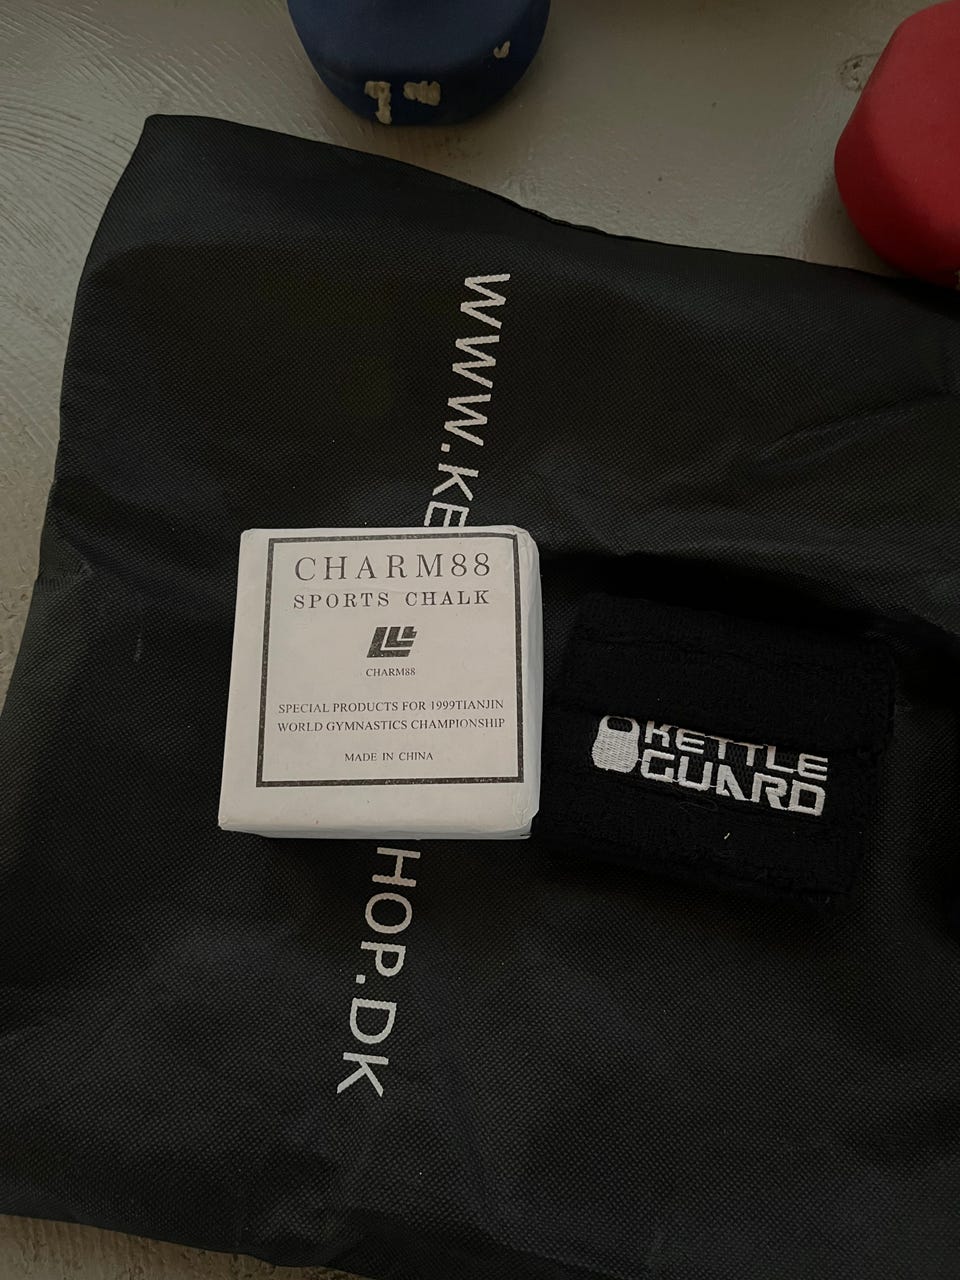 WWW.KE
CHARM88
SPORTS CHALK
CHARM88
SPECIAL PRODUCTS FOR 1999TIANJIN
WORLD GYMNASTICS CHAMPIONSHIP
MADE IN CHINA
KETTLE
GUARD
HOP.DK